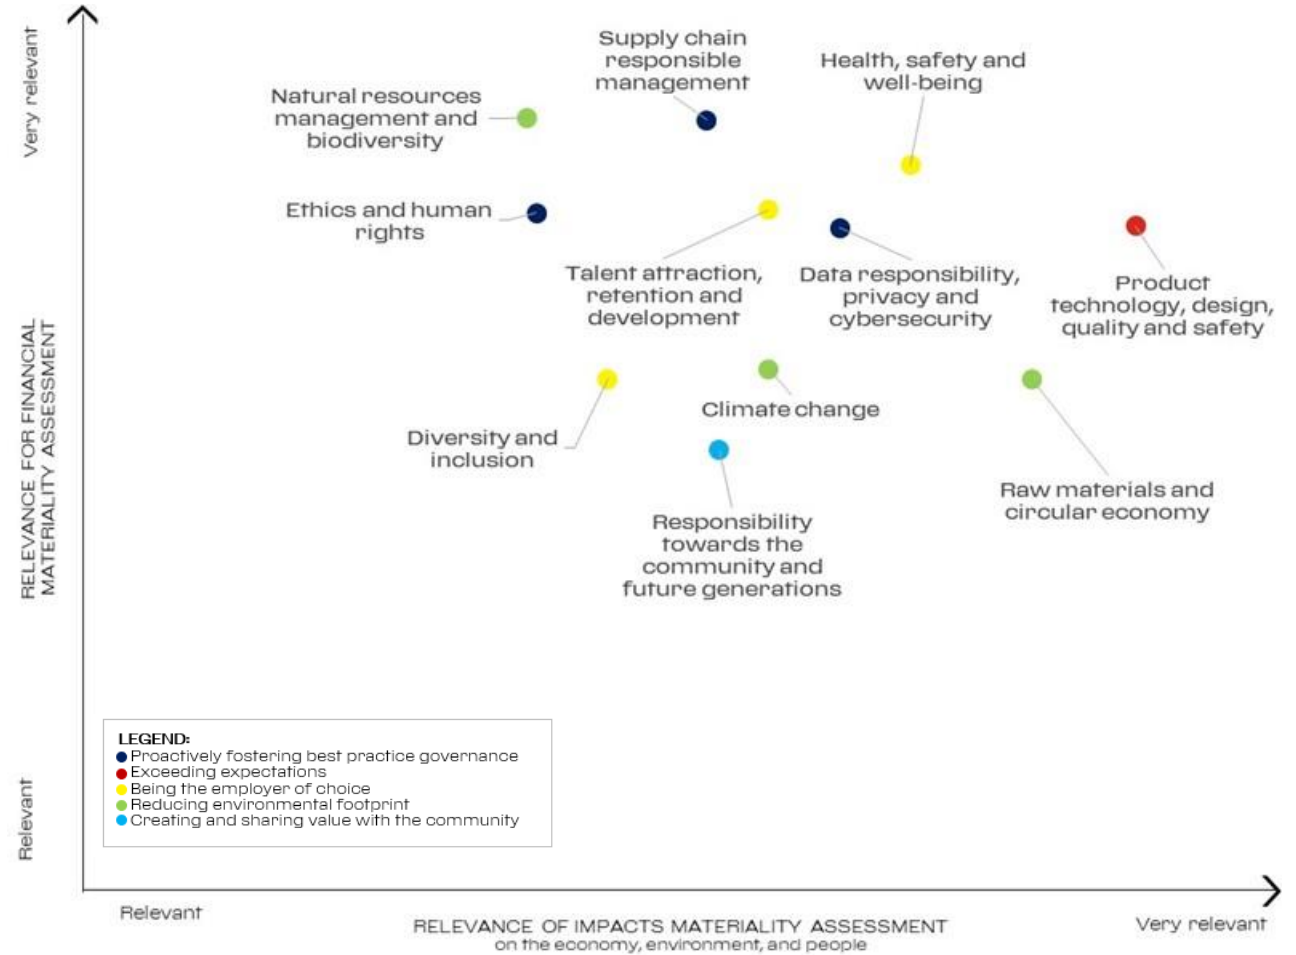 Very relevant
RELEVANCE FOR FINANCIAL
MATERIALITY ASSESSMENT
Relevant
Supply chain
responsible
management
Health, safety and
well-being
Natural resources
management and
biodiversity
Ethics and human
rights
Talent attraction,
retention and
development
Data responsibility,
privacy and
cybersecurity
Product
technology, design,
quality and safety
Climate change
Diversity and
inclusion
Raw materials and
circular economy
Responsibility
towards the
community and
future generations
LEGEND:
Proactively fostering best practice governance
Exceeding expectations
Being the employer of choice
Reducing environmental footprint
Creating and sharing value with the community
Relevant
RELEVANCE OF IMPACTS MATERIALITY ASSESSMENT
on the economy, environment, and people
Very relevant